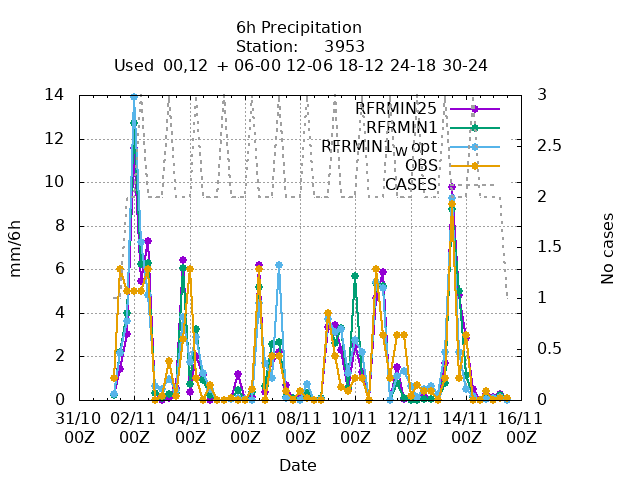 6h Precipitation
Station: 3953
Used 00,12 + 06-00 12-06 18-12 24-18 30-24
mm/6h
No cases
14
12
10
8
6
4
2
0
3
2.5
2
1.5
1
0.5
0
RFRMIN25
RFRMIN1
RFRMIN1_w opt
OBS
CASES
31/10 02/11 04/11 06/11 08/11 10/11 12/11 14/11 16/11
00Z 00Z 00Z 00Z 00Z 00Z 00Z 00Z 00Z
Date